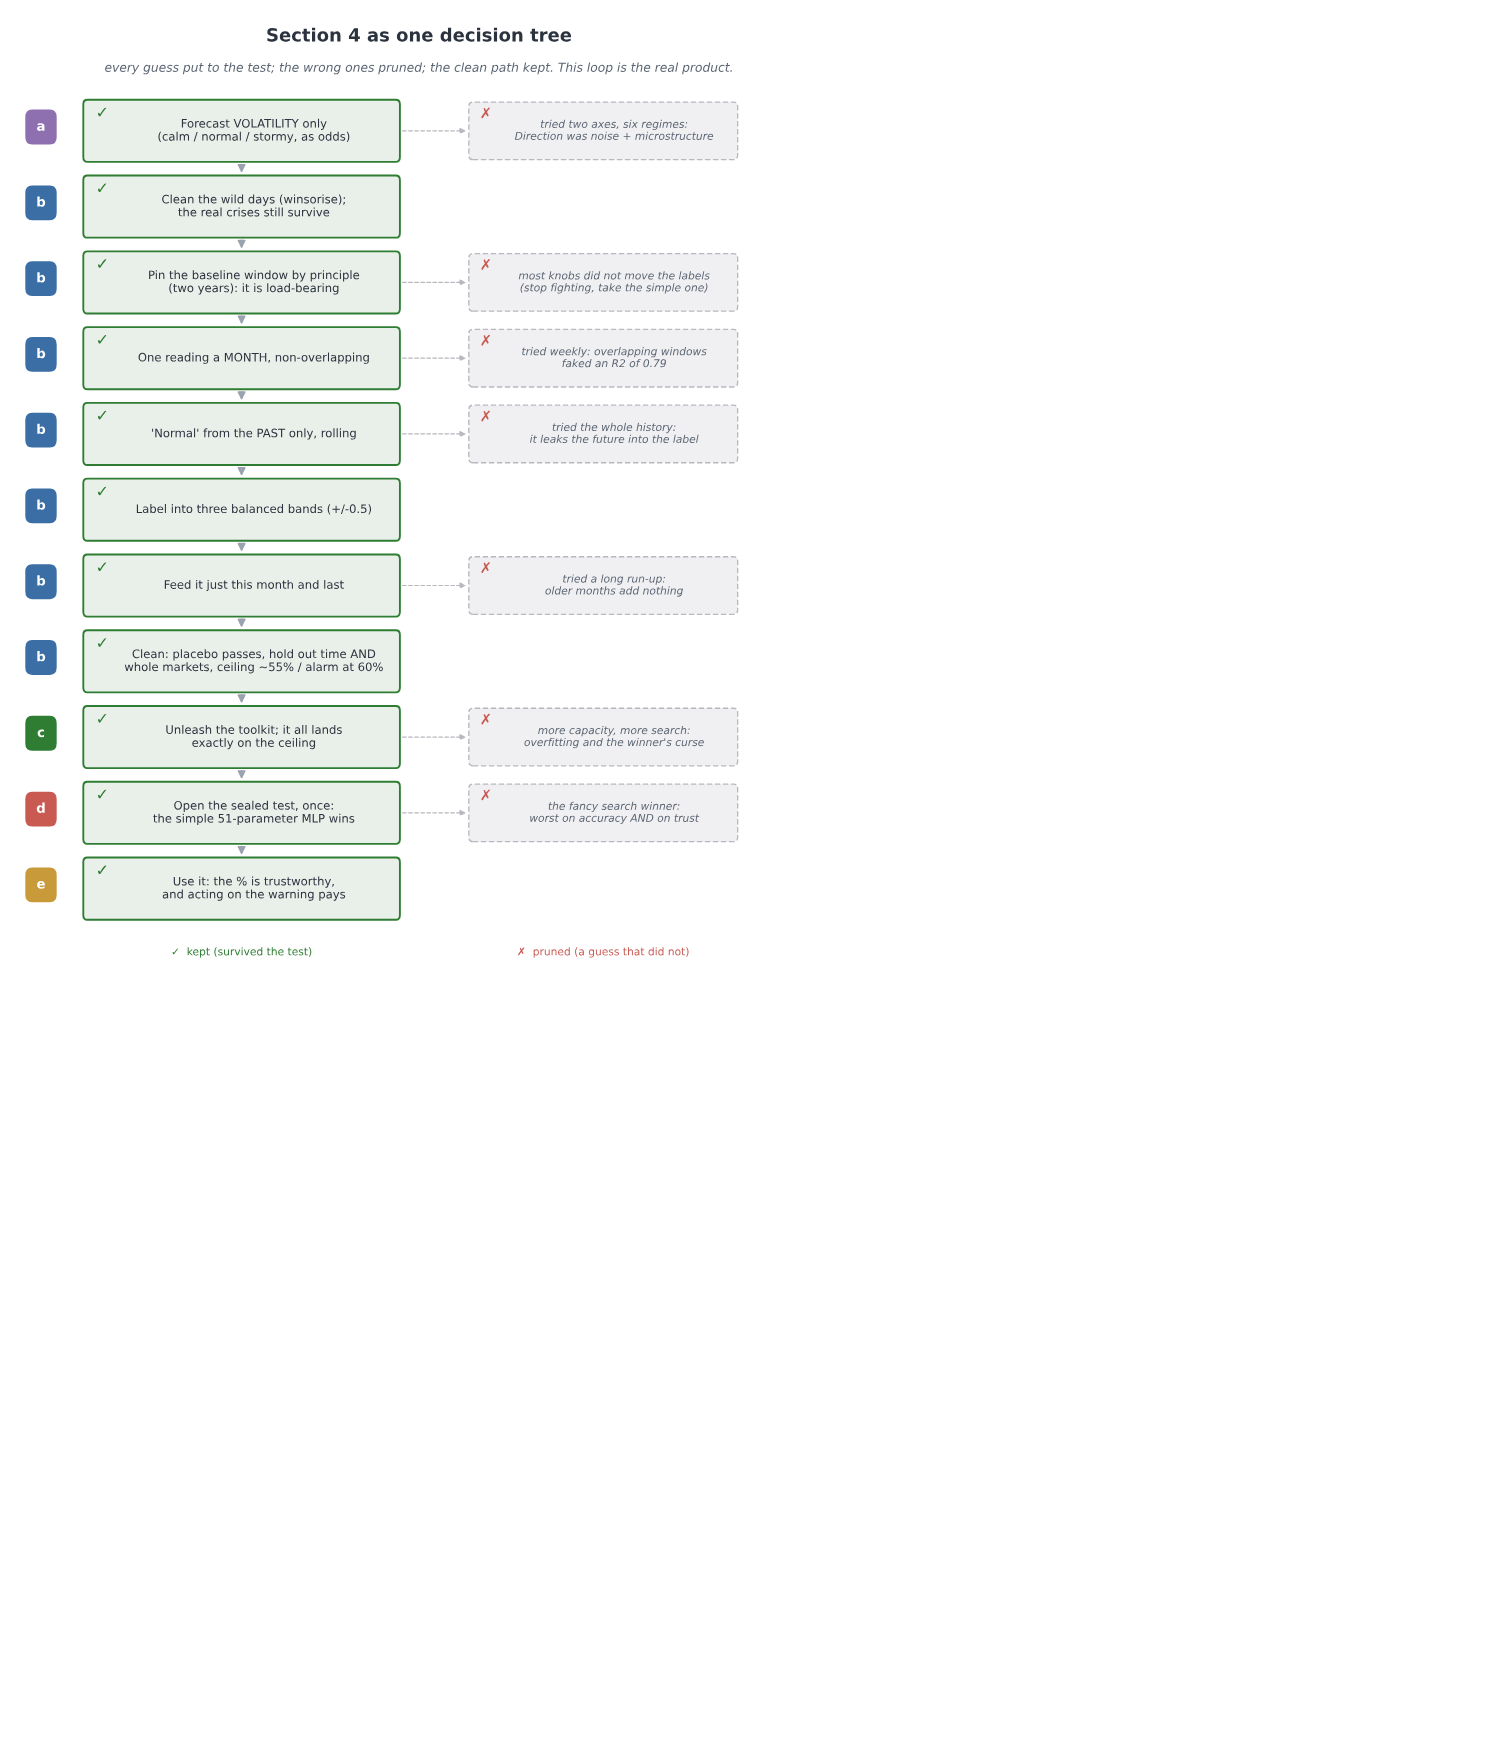 Section 4 as one decision tree
every guess put to the test; the wrong ones pruned; the clean path kept. This loop is the real product.
a
✓
Forecast VOLATILITY only
(calm / normal / stormy, as odds)
✗
tried two axes, six regimes:
Direction was noise + microstructure
b
✓
Clean the wild days (winsorise);
the real crises still survive
b
✓
Pin the baseline window by principle
(two years): it is load-bearing
✗
most knobs did not move the labels
(stop fighting, take the simple one)
b
✓
One reading a MONTH, non-overlapping
✗
tried weekly: overlapping windows
faked an R2 of 0.79
b
✓
'Normal' from the PAST only, rolling
✗
tried the whole history:
it leaks the future into the label
b
✓
Label into three balanced bands (+/-0.5)
b
✓
Feed it just this month and last
✗
tried a long run-up:
older months add nothing
b
✓
Clean: placebo passes, hold out time AND
whole markets, ceiling ~55% / alarm at 60%
c
✓
Unleash the toolkit; it all lands
exactly on the ceiling
✗
more capacity, more search:
overfitting and the winner's curse
d
✓
Open the sealed test, once:
the simple 51-parameter MLP wins
✗
the fancy search winner:
worst on accuracy AND on trust
e
✓
Use it: the % is trustworthy,
and acting on the warning pays
✓ kept (survived the test)
✗ pruned (a guess that did not)